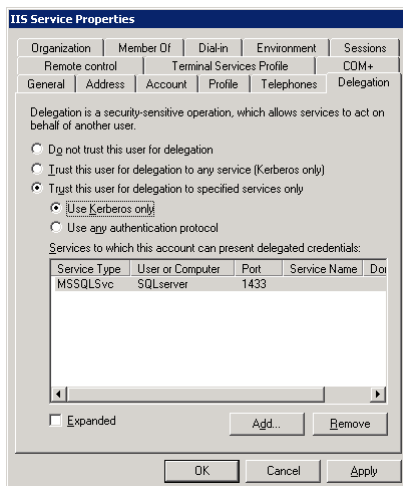 IIS Service Properties
Organization Member Of Dial-in Environment Sessions
Remote control Terminal Services Profile COM+
General Address Account Profile Telephones Delegation
Delegation is a security-sensitive operation, which allows services to act on
behalf of another user.
Do not trust this user for delegation
Trust this user for delegation to any service (Kerberos only)
Trust this user for delegation to specified services only
Use Kerberos only
Use any authentication protocol
Services to which this account can present delegated credentials:
Service Type User or Computer Port Service Name Doi
MSSQLSvc SQLserver 1433
Expanded Add... Remove
OK Cancel Apply